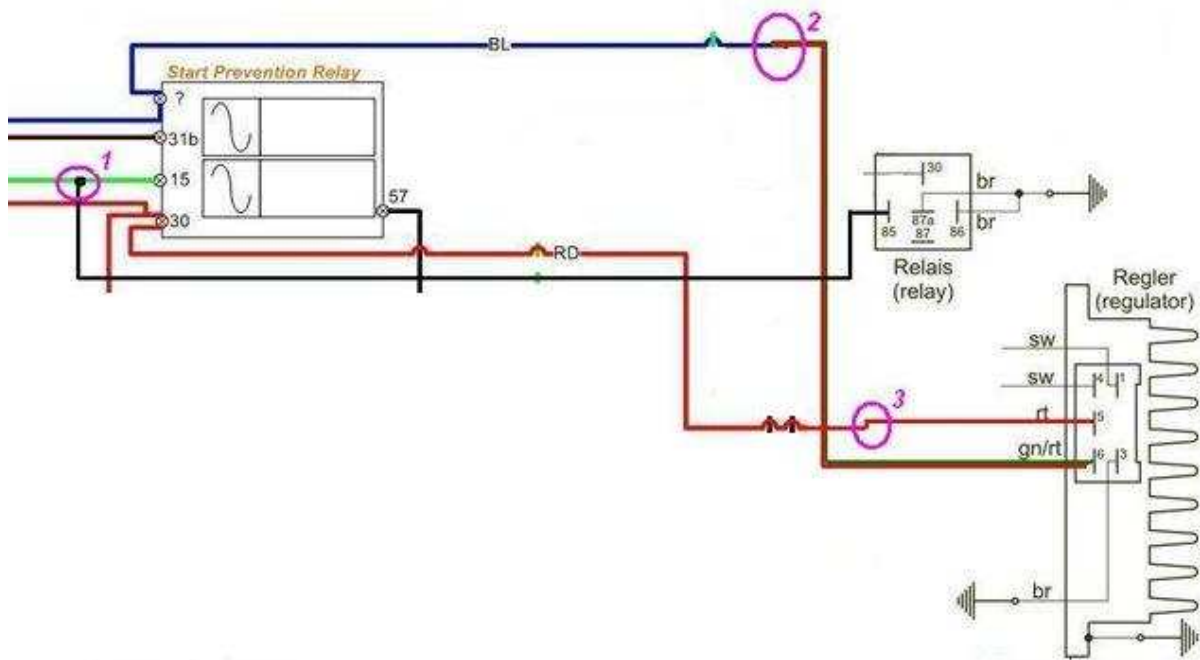 2
BL
Start Prevention Relay
?
31b
1
15
30
57
30
br
87a
85
87
86
br
RD
Relais
(relay)
Regler
(regulator)
sw
4
1
sw
3
rt
5
gn/rt
6
3
br